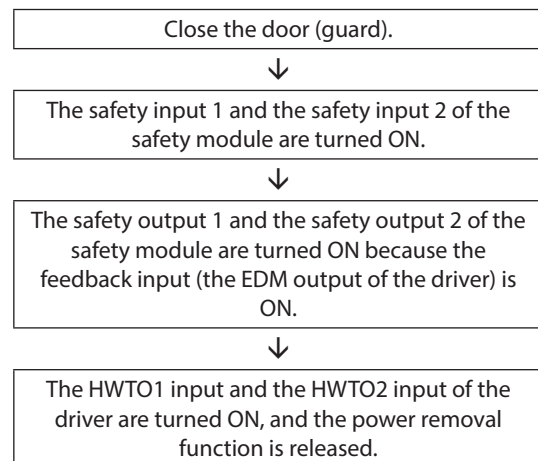 Close the door (guard).
The safety input 1 and the safety input 2 of the
safety module are turned ON.
The safety output 1 and the safety output 2 of the
safety module are turned ON because the
feedback input (the EDM output of the driver) is
ON.
The HWTO1 input and the HWTO2 input of the
driver are turned ON, and the power removal
function is released.